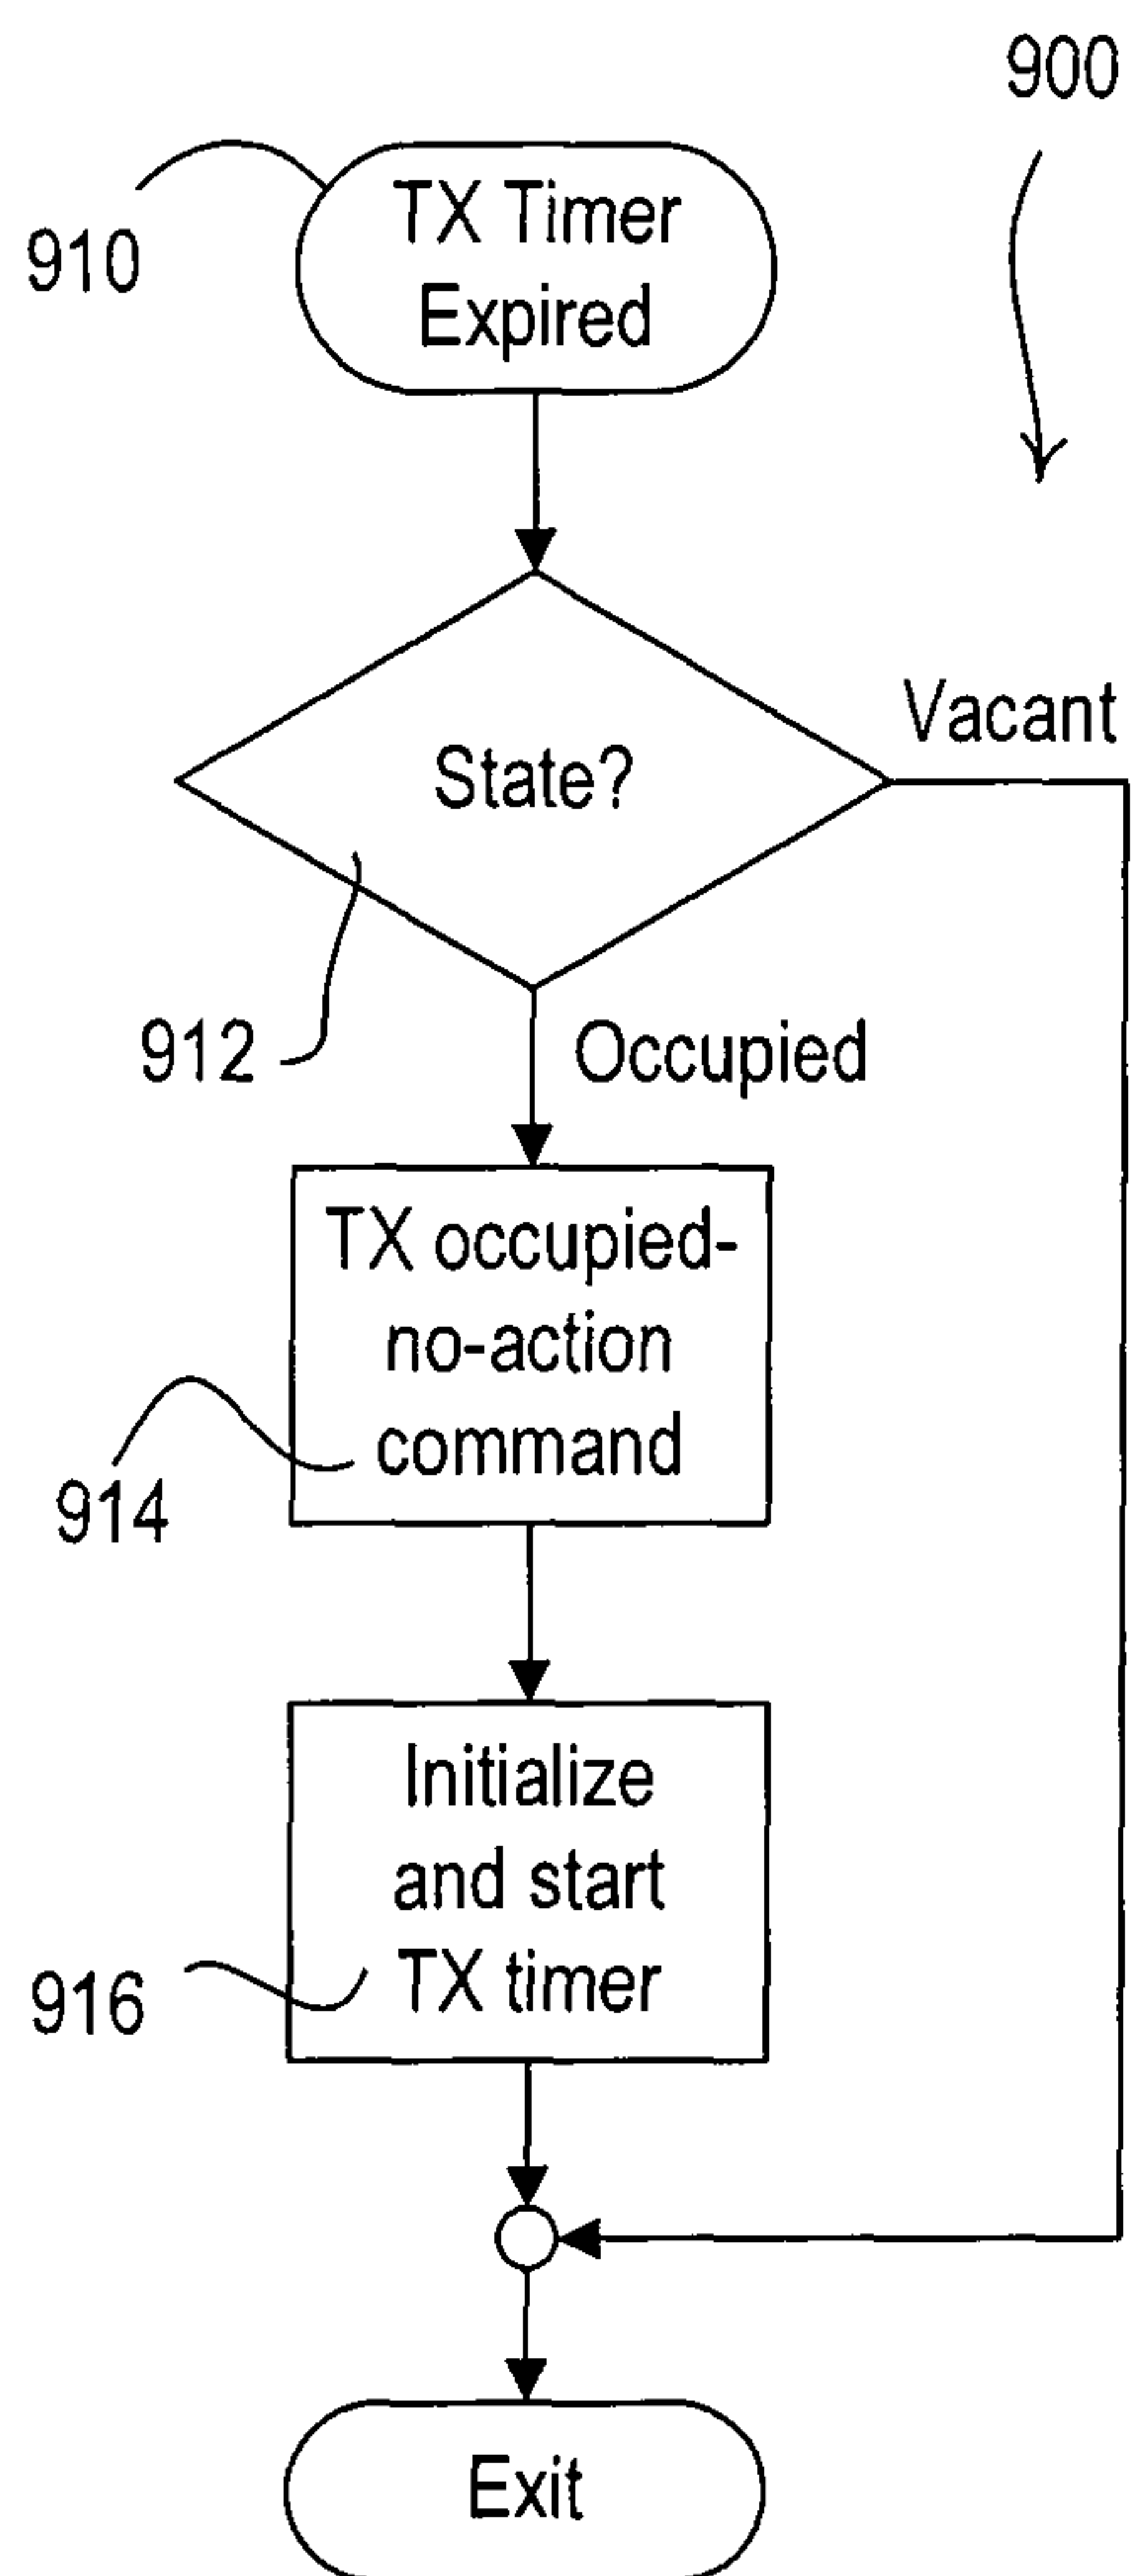 900
TX Timer
Expired
910
State?
Vacant
912
Occupied
TX occupied-
no-action
command
914
Initialize
and start
TX timer
916
Exit